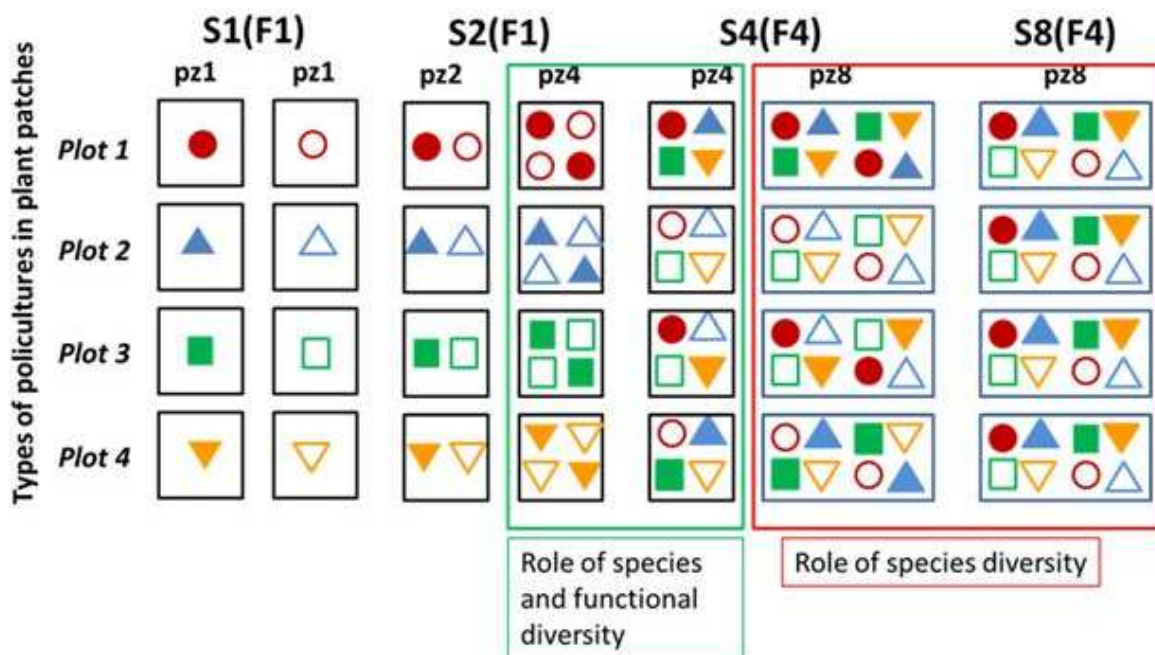 S1(F1) S2(F1) S4(F4) S8(F4)
pz1 pz1 pz2 pz4 pz4 pz8 pz8
Types of policultures in plant patches
Plot 1
Plot 2
Plot 3
Plot 4
Role of species
and functional
diversity
Role of species diversity